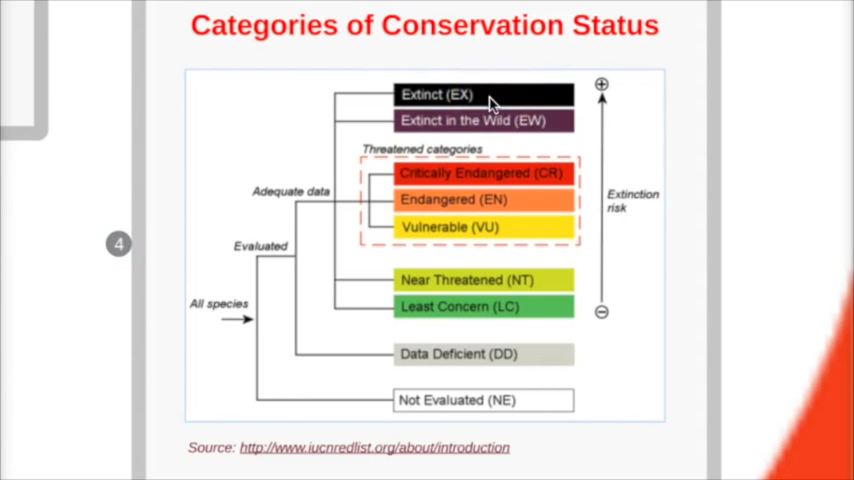 Categories of Conservation Status
Extinct (EX)
Extinct in the Wild (EW)
Threatened categories
Critically Endangered (CR)
Adequate data
Endangered (EN)
Extinction
risk
Vulnerable (VU)
4
Evaluated
Near Threatened (NT)
All species
Least Concern (LC)
Data Deficient (DD)
Not Evaluated (NE)
Source: http://www.iucnredlist.org/about/introduction